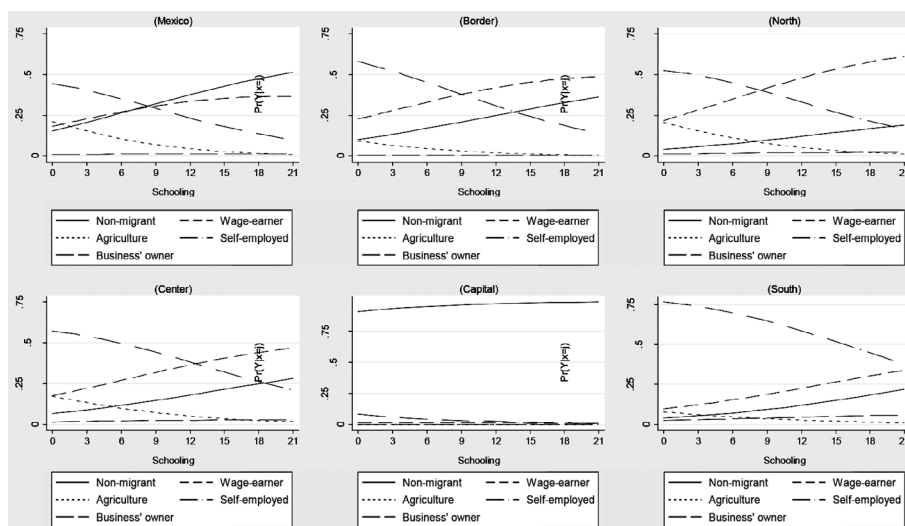 (Mexico) (Border) (North)
.75 .75 .75
.5 Pr(Y|x=j) .5 Pr(Y|x=j) .5
.25 .25 .25
0 0 0
0 3 6 9 12 15 18 21 0 3 6 9 12 15 18 21 0 3 6 9 12 15 18 21
Schooling Schooling Schooling
Non-migrant Wage-earner Non-migrant Wage-earner Non-migrant Wage-earner
Agriculture Self-employed Agriculture Self-employed Agriculture Self-employed
Business' owner Business' owner Business' owner
(Center) (Capital) (South)
.75 .75 .75
.5 Pr(Y|x=j) .5 Pr(Y|x=j) .5
.25 .25 .25
0 0 0
0 3 6 9 12 15 18 21 0 3 6 9 12 15 18 21 0 3 6 9 12 15 18 21
Schooling Schooling Schooling
Non-migrant Wage-earner Non-migrant Wage-earner Non-migrant Wage-earner
Agriculture Self-employed Agriculture Self-employed Agriculture Self-employed
Business' owner Business' owner Business' owner